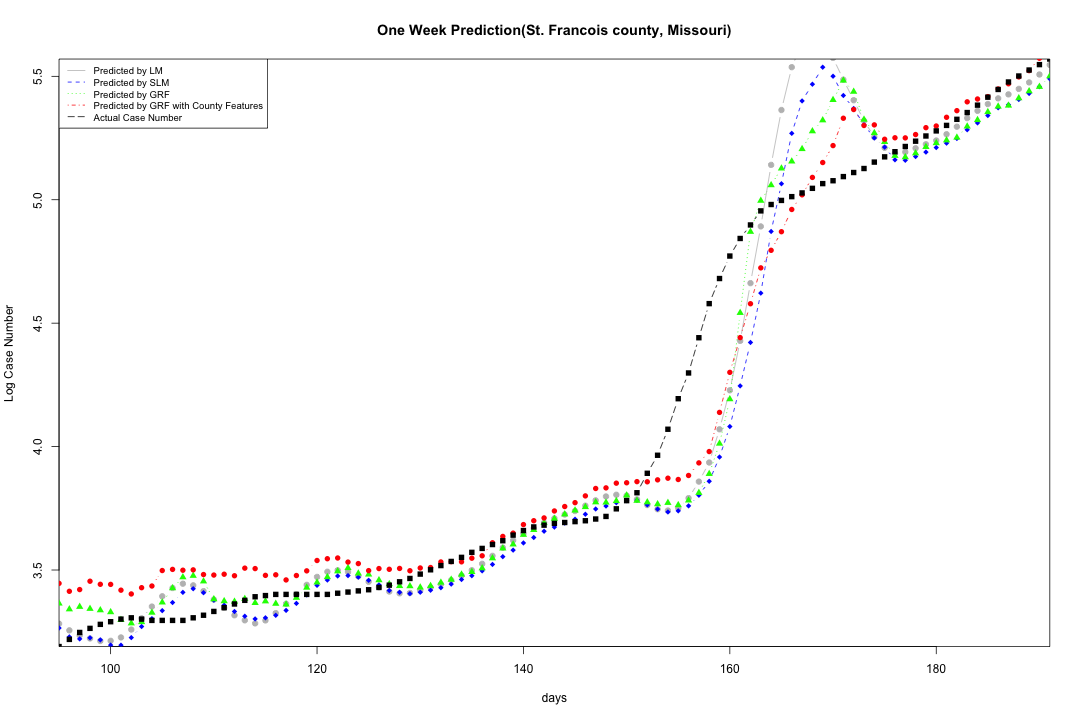 One Week Prediction(St. Francois county, Missouri)
Predicted by LM
Predicted by SLM
Predicted by GRF
Predicted by GRF with County Features
Actual Case Number
5.5
5.0
4.5
4.0
3.5
Log Case Number
100 120 140 160 180
days